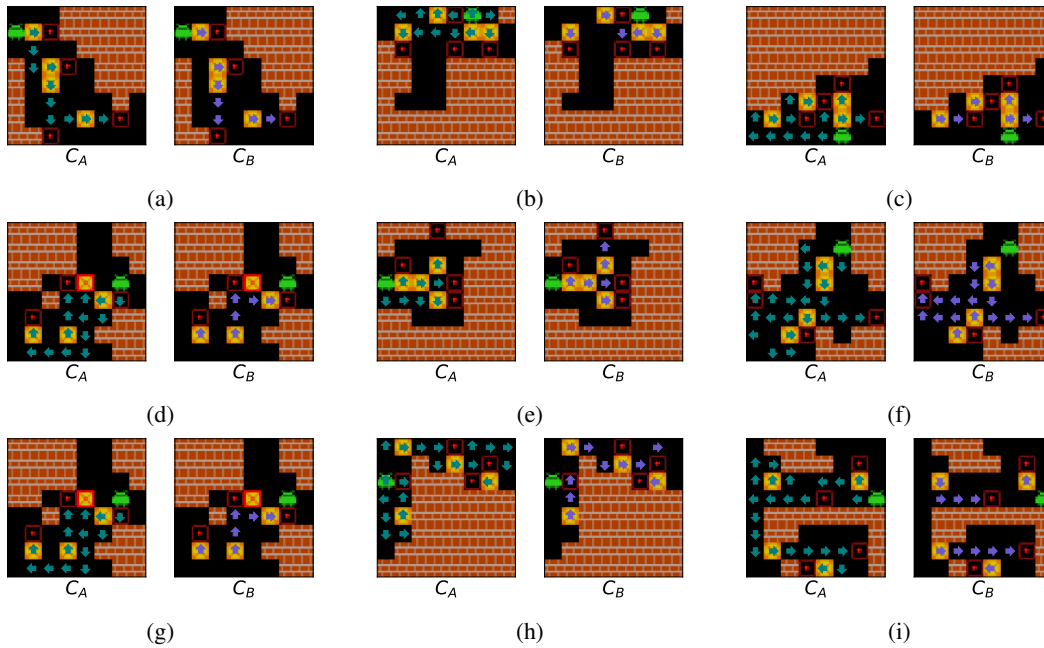 C_A C_B C_A C_B C_A C_B
(a) (b) (c)
C_A C_B C_A C_B C_A C_B
(d) (e) (f)
C_A C_B C_A C_B C_A C_B
(g) (h) (i)